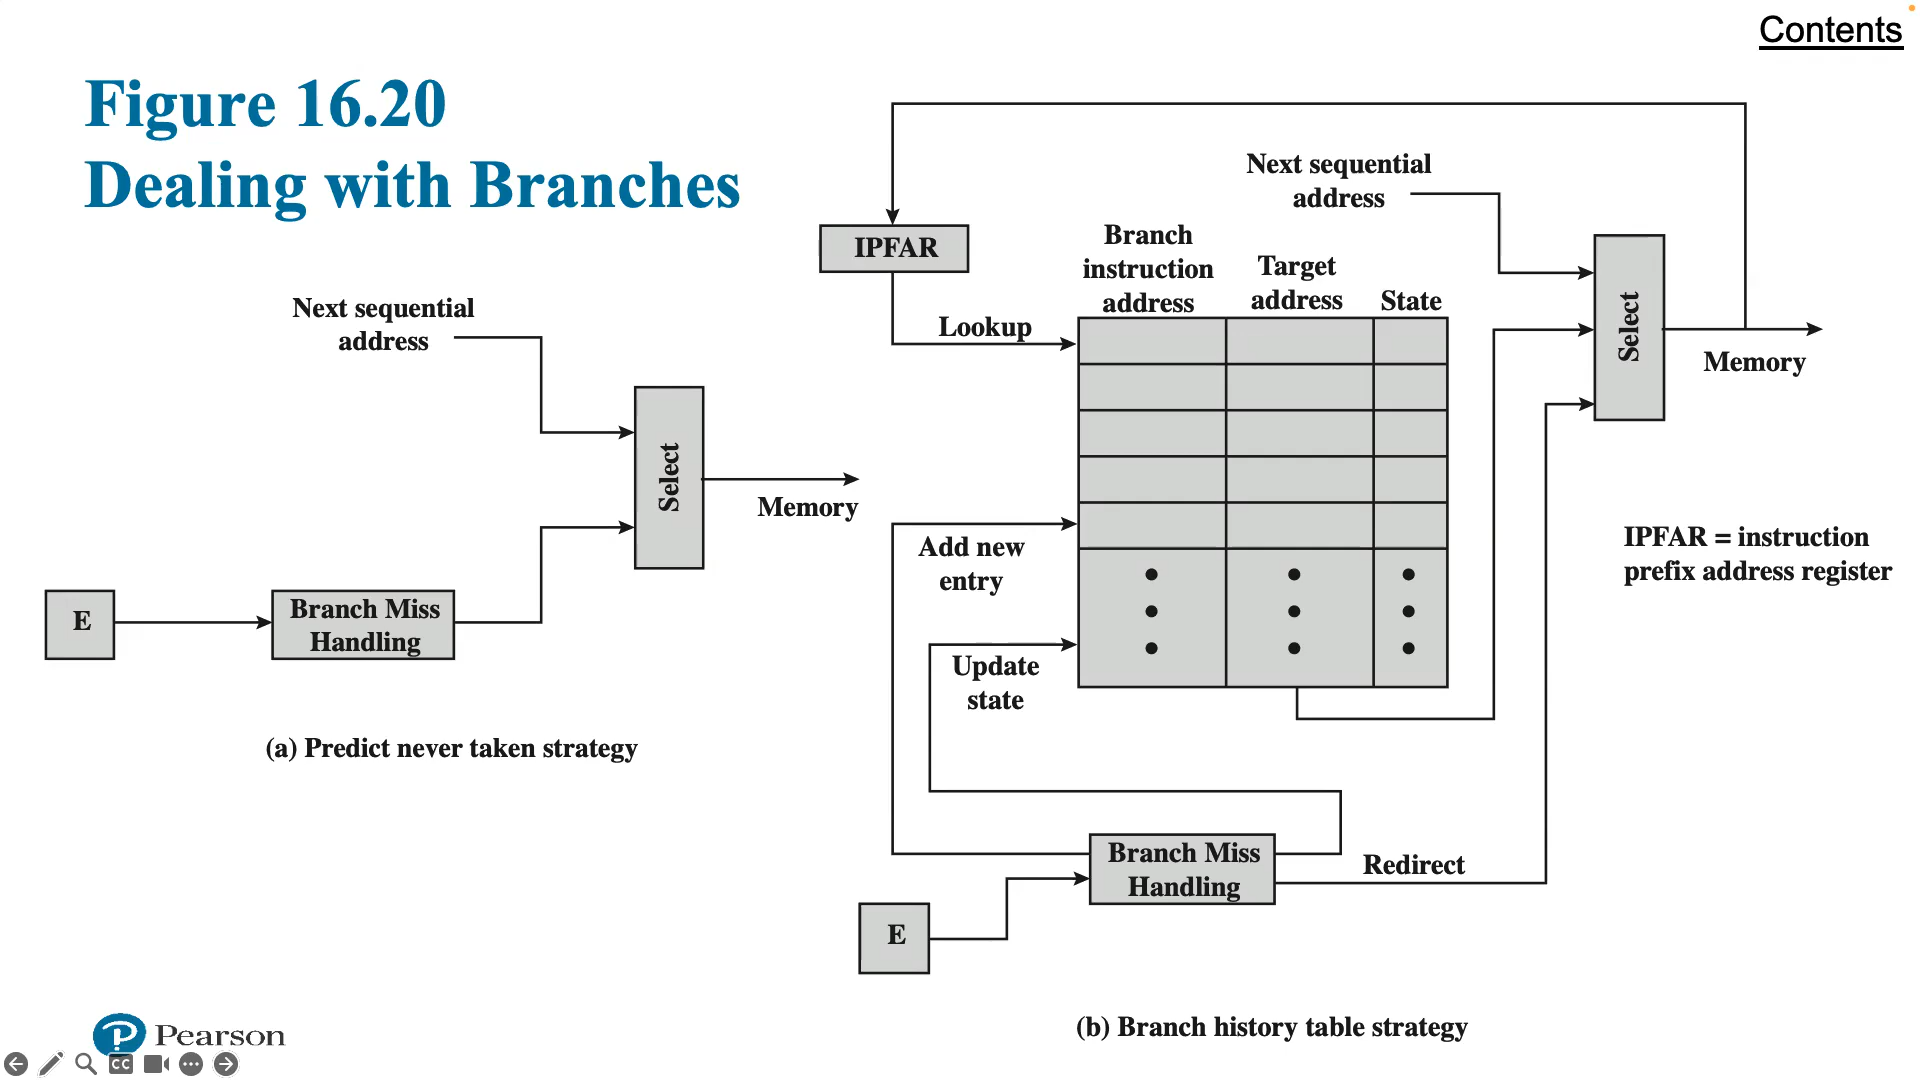 Contents
Figure 16.20
Dealing with Branches
Next sequential
address
Select
Memory
E
Branch Miss
Handling
(a) Predict never taken strategy
Next sequential
address
IPFAR
Branch
instruction
address
Target
address
State
Lookup
Select
Memory
Add new
entry
Update
state
IPFAR = instruction
prefix address register
Branch Miss
Handling
Redirect
E
(b) Branch history table strategy
P Pearson
CC